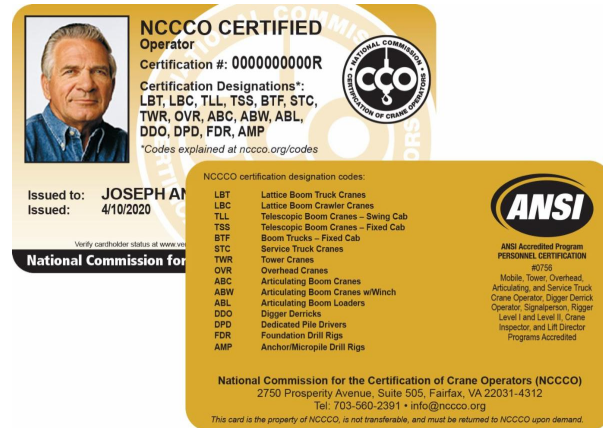 NCCCO CERTIFIED
Operator
Certification #: 0000000000R
Certification Designations*:
LBT, LBC, TLL, TSS, BTF, STC,
TWR, OVR, ABC, ABW, ABL,
DDO, DPD, FDR, AMP
*Codes explained at nccco.org/codes
NATIONAL COMMISSION
CCO
CERTIFICATION OF CRANE OPERATORS
Issued to: JOSEPH
Issued: 4/10/2020
Verify cardholder status at
National Commission for
NCCCO certification designation codes:
LBT Lattice Boom Truck Cranes
LBC Lattice Boom Crawler Cranes
TLL Telescopic Boom Cranes – Swing Cab
TSS Telescopic Boom Cranes – Fixed Cab
BTF Boom Trucks – Fixed Cab
STC Service Truck Cranes
TWR Tower Cranes
OVR Overhead Cranes
ABC Articulating Boom Cranes
ABW Articulating Boom Cranes w/Winch
ABL Articulating Boom Loaders
DDO Digger Derricks
DPD Dedicated Pile Drivers
FDR Foundation Drill Rigs
AMP Anchor/Micropile Drill Rigs
ANSI
ANSI Accredited Program
PERSONNEL CERTIFICATION
#0756
Mobile, Tower, Overhead,
Articulating, and Service Truck
Crane Operator, Digger Derrick
Operator, Signalperson, Rigger
Level I and Level II, Crane
Inspector, and Lift Director
Programs Accredited
National Commission for the Certification of Crane Operators (NCCCO)
2750 Prosperity Avenue, Suite 505, Fairfax, VA 22031-4312
Tel: 703-560-2391 • info@nccco.org
This card is the property of NCCCO, is not transferable, and must be returned to NCCCO upon demand.